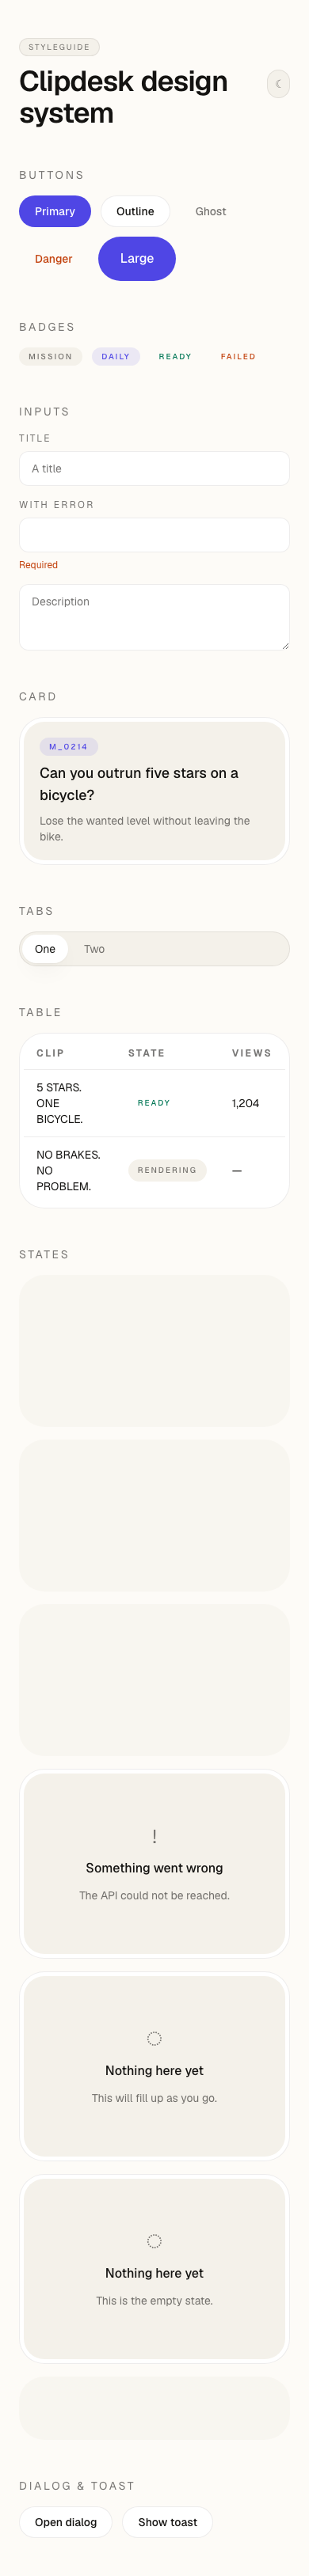 STYLEGUIDE
Clipdesk design
system
BUTTONS
Primary
Outline
Ghost
Danger
Large
BADGES
MISSION
DAILY
READY
FAILED
INPUTS
TITLE
A title
WITH ERROR
Required
Description
CARD
M_0214
Can you outrun five stars on a
bicycle?
Lose the wanted level without leaving the
bike.
TABS
One
Two
TABLE
CLIP STATE VIEWS
5 STARS.
ONE
BICYCLE.
READY
1,204
NO BRAKES.
NO
PROBLEM.
RENDERING
—
STATES
!
Something went wrong
The API could not be reached.
Nothing here yet
This will fill up as you go.
Nothing here yet
This is the empty state.
DIALOG & TOAST
Open dialog
Show toast